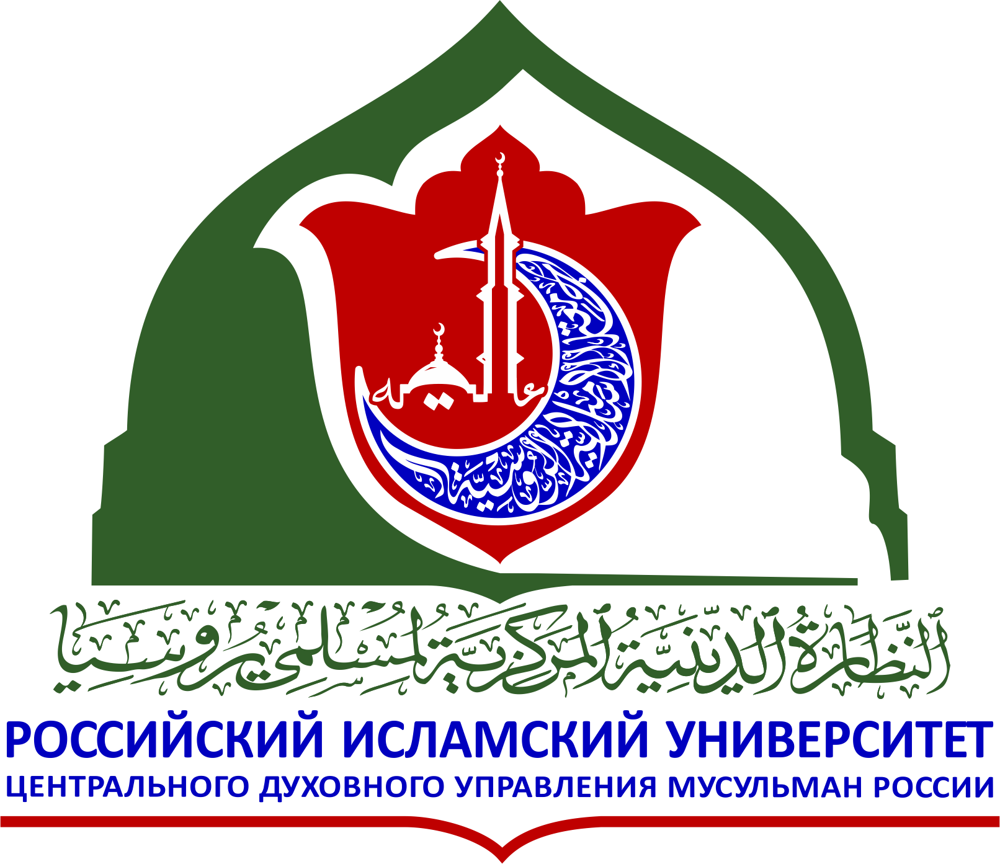 النظارة الدينية المركزية لمسلمي روسيا
РОССИЙСКИЙ ИСЛАМСКИЙ УНИВЕРСИТЕТ
ЦЕНТРАЛЬНОГО ДУХОВНОГО УПРАВЛЕНИЯ МУСУЛЬМАН РОССИИ